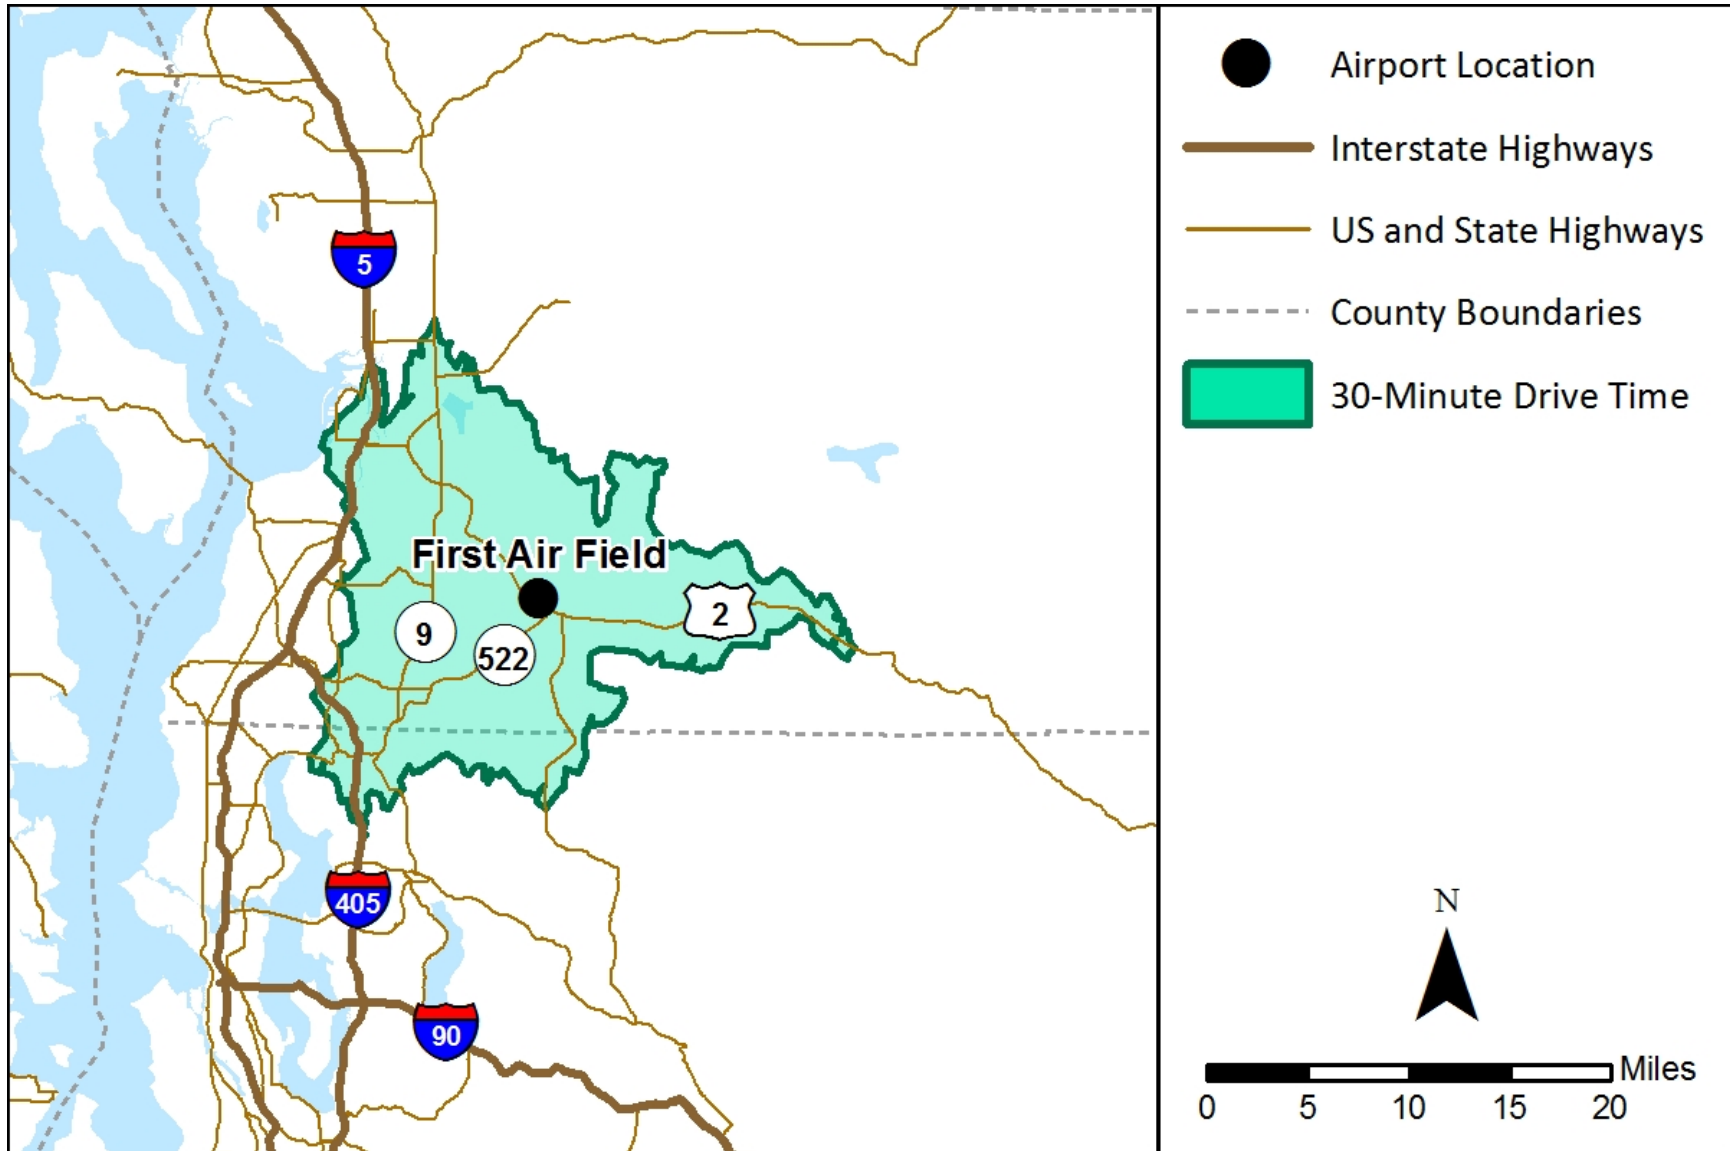 5
First Air Field
2
9
522
405
90
Airport Location
Interstate Highways
US and State Highways
County Boundaries
30-Minute Drive Time
N
Miles
0 5 10 15 20